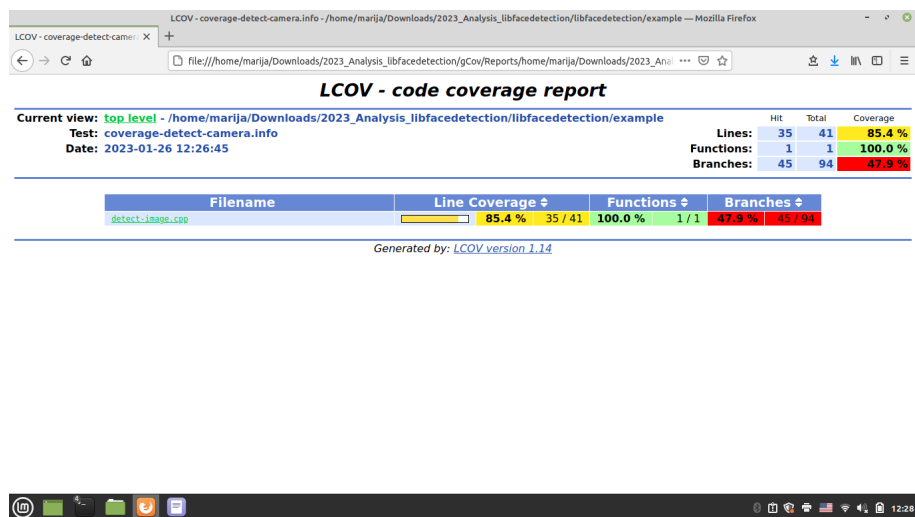 LCOV - coverage-detect-camera.info - /home/marija/Downloads/2023_Analysis_libfacedetection/libfacedetection/example — Mozilla Firefox
LCOV - coverage-detect-camer
file:///home/marija/Downloads/2023_Analysis_libfacedetection/gCov/Reports/home/marija/Downloads/2023_Anal
LCOV - code coverage report
Current view: top level - /home/marija/Downloads/2023_Analysis_libfacedetection/libfacedetection/example Hit Total Coverage
Test: coverage-detect-camera.info Lines: 35 41 85.4 %
Date: 2023-01-26 12:26:45 Functions: 1 1 100.0 %
Branches: 45 94 47.9 %
Filename Line Coverage Functions Branches
detect-image.cpp 85.4 % 35 / 41 100.0 % 1 / 1 47.9 % 45 / 94
Generated by: LCOV version 1.14
4 12:28